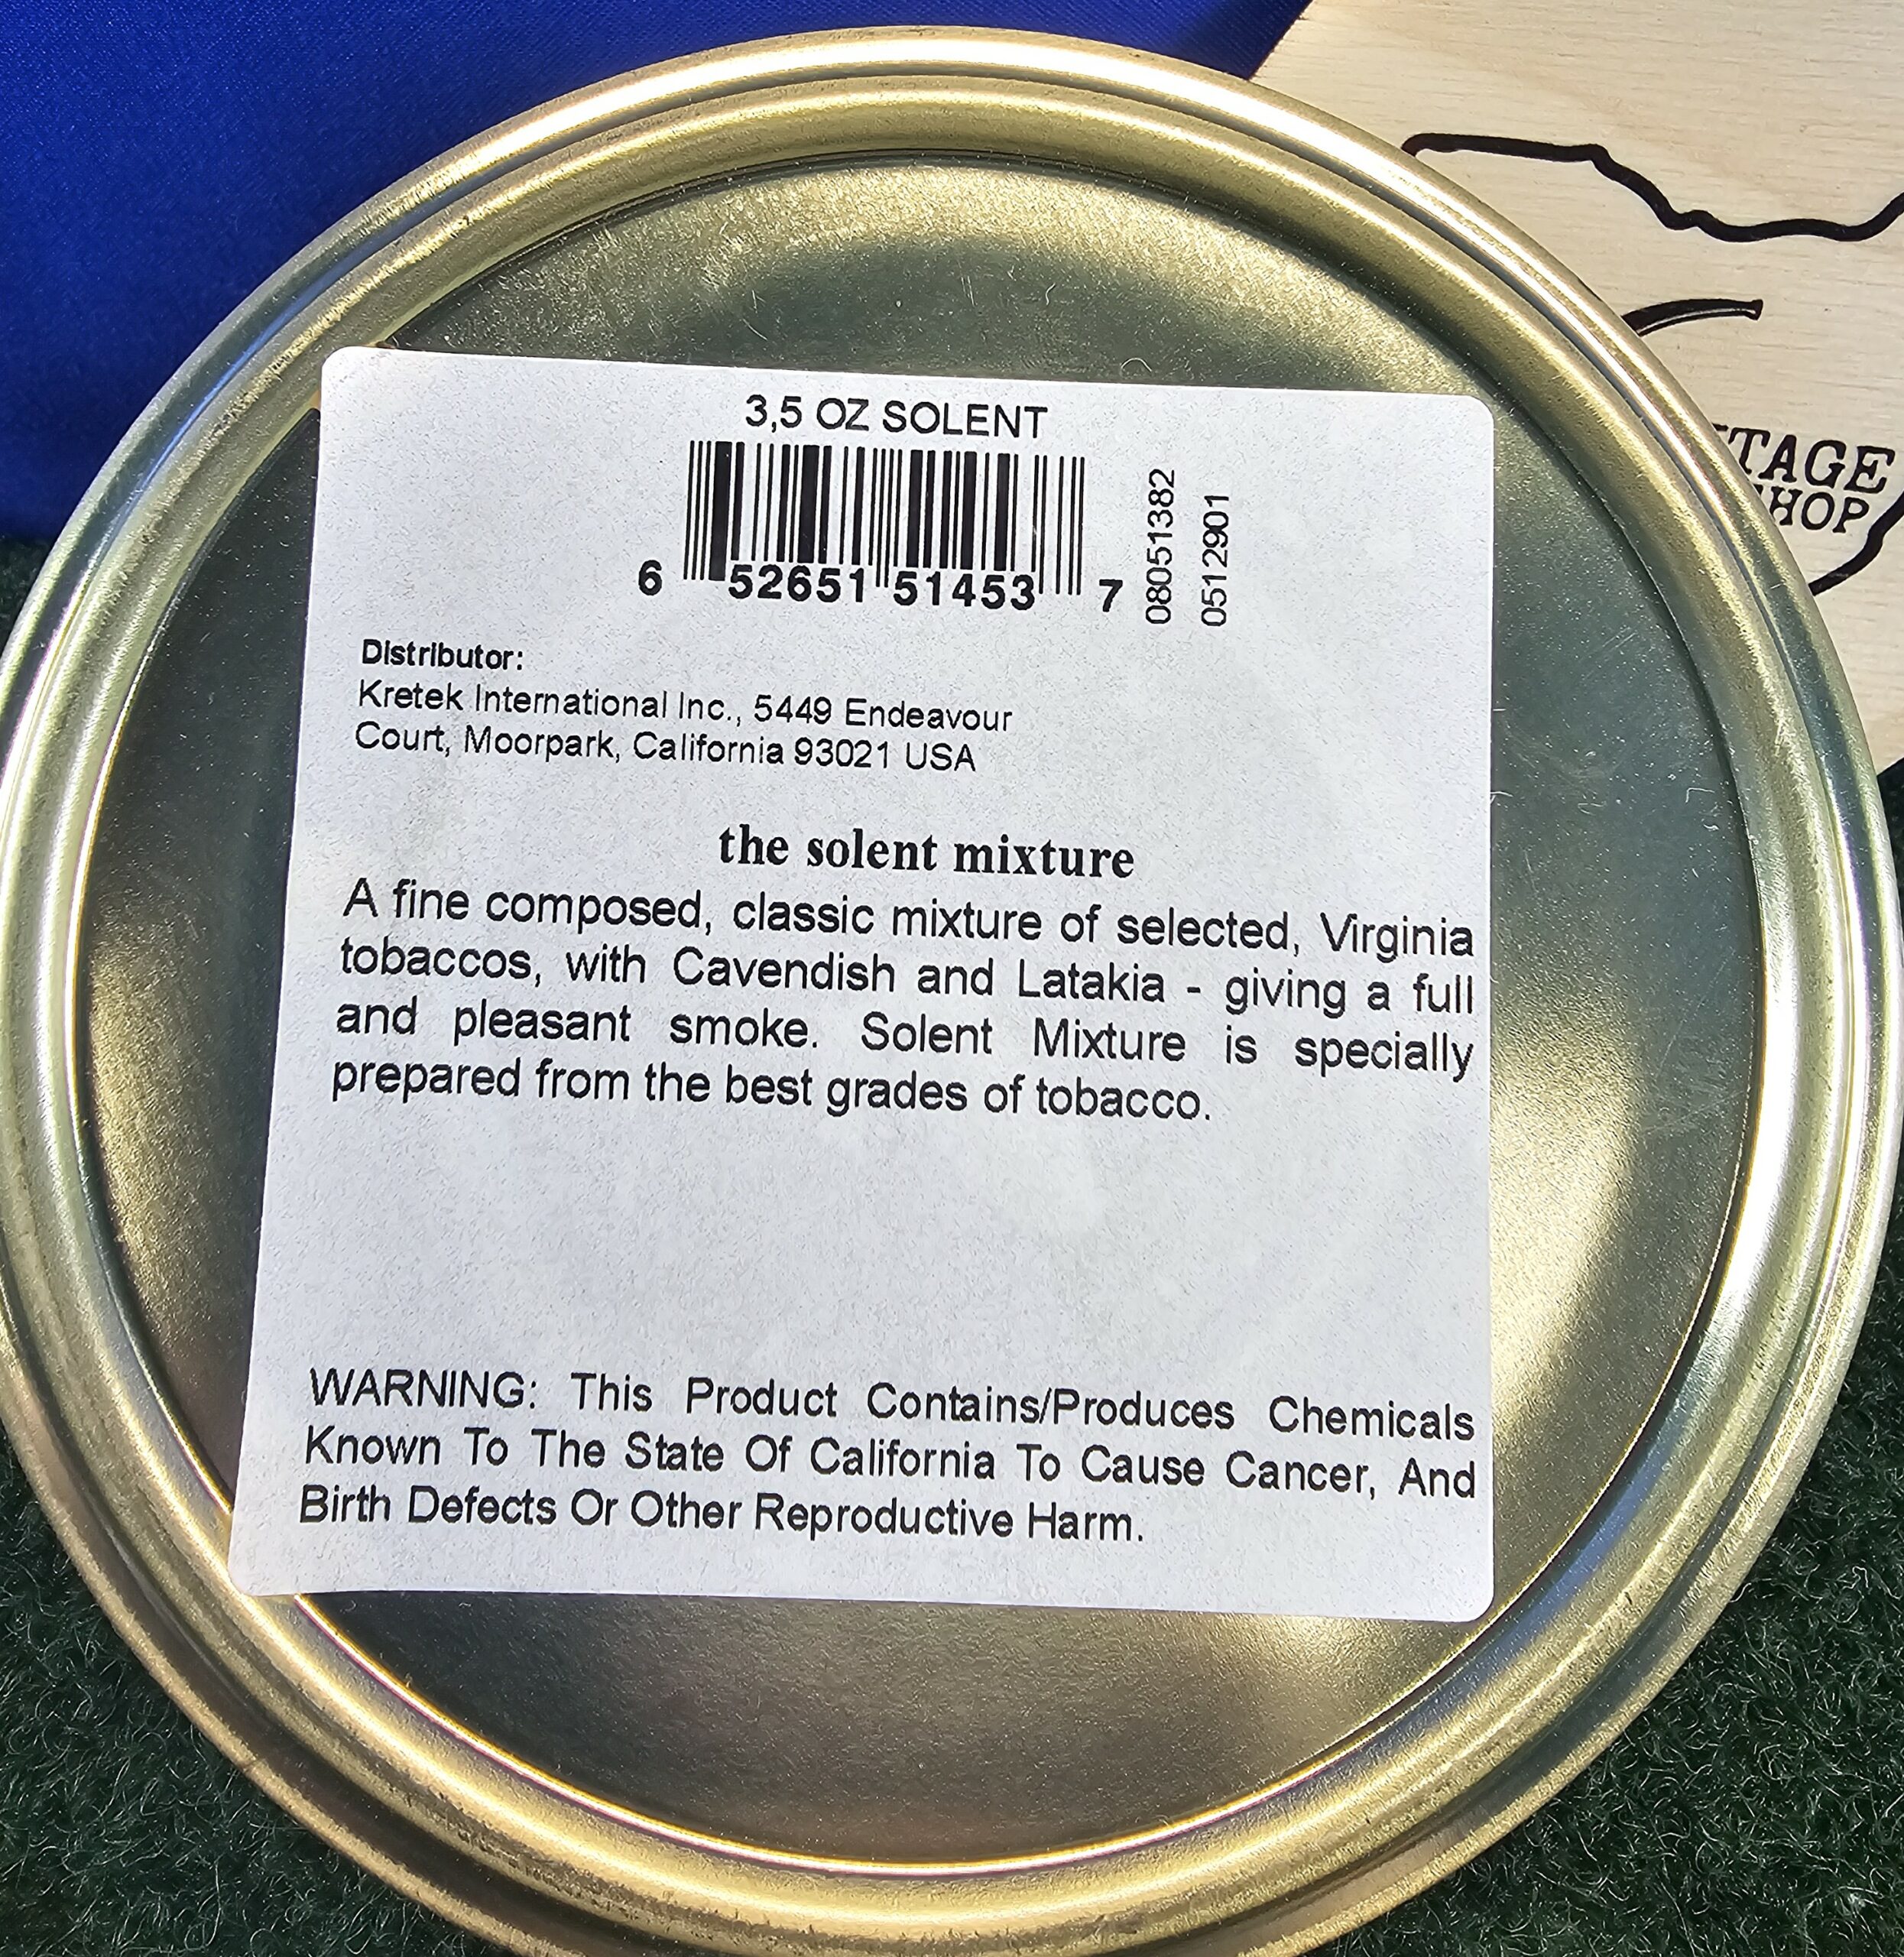 3,5 OZ SOLENT
6 52651 51453 7
08051382
0512901
Distributor:
Kretek International Inc., 5449 Endeavour
Court, Moorpark, California 93021 USA
the solent mixture
A fine composed, classic mixture of selected, Virginia
tobaccos, with Cavendish and Latakia - giving a full
and pleasant smoke. Solent Mixture is specially
prepared from the best grades of tobacco.
WARNING: This Product Contains/Produces Chemicals
Known To The State Of California To Cause Cancer, And
Birth Defects Or Other Reproductive Harm.
TAGE
HOP